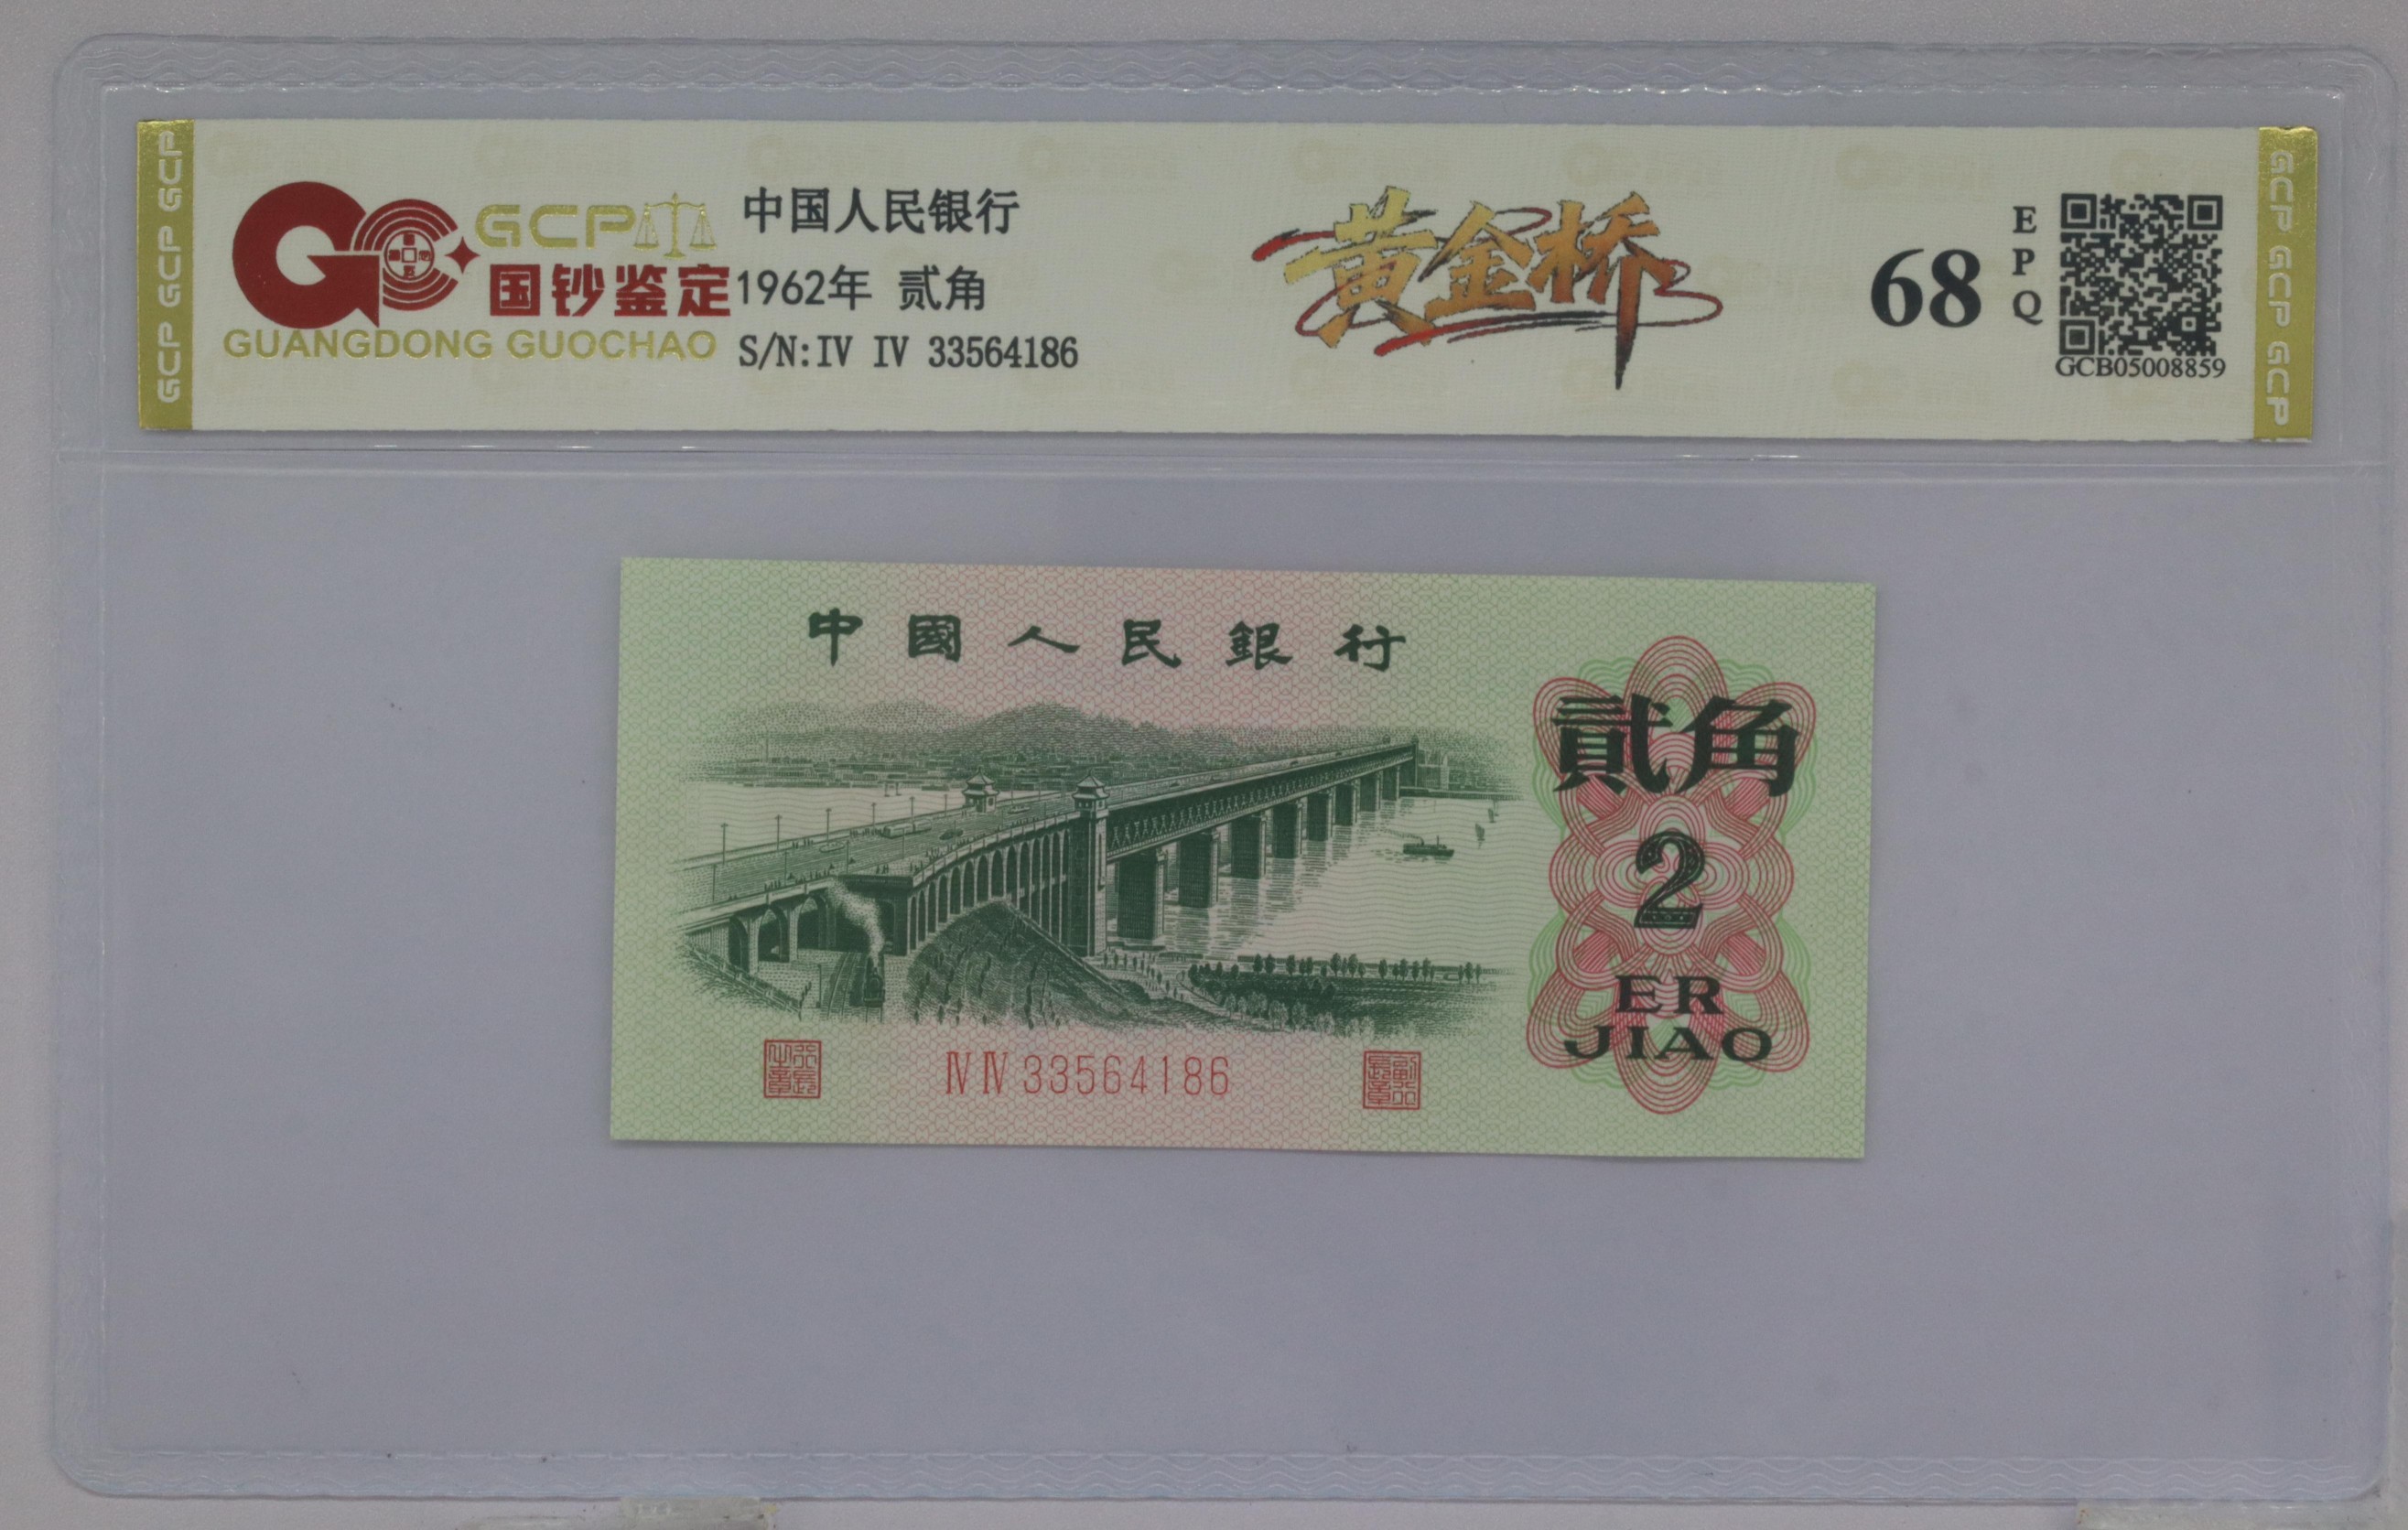 GCP GCP GCP
GCP
国钞鉴定
GUANGDONG GUOCHAO
中国人民银行
1962年 贰角
S/N:IV IV 33564186
黄金桥
68
EPQ
GCB05008859
GCP GCP GCP
中國人民銀行
貳角
2
ER
JIAO
IV IV 33564186